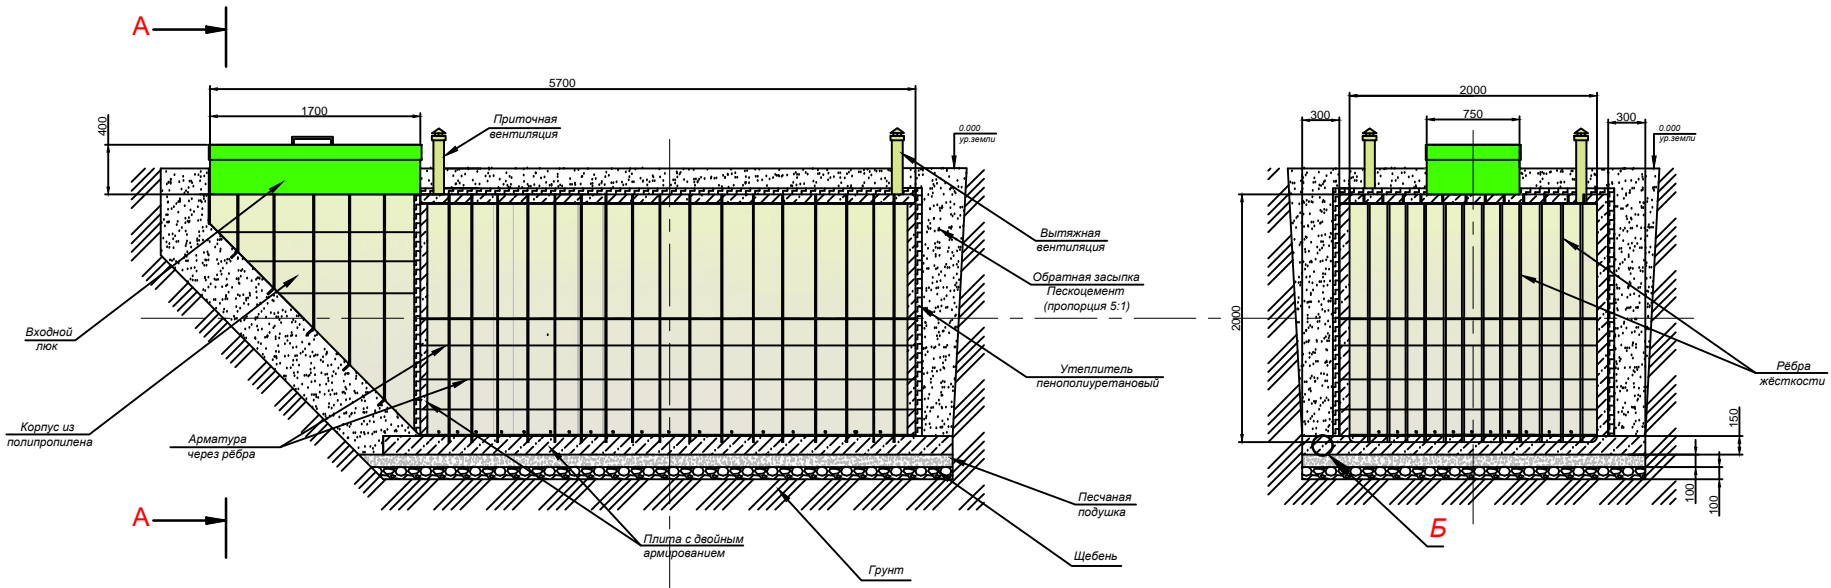 А
5700
1700
400
Приточная
вентиляция
0.000
ур.земли
Вытяжная
вентиляция
Обратная засыпка
Пескоцемент
(пропорция 5:1)
Утеплитель
пенополиуретановый
Входной
люк
Корпус из
полипропилена
Арматура
через рёбра
Плита с двойным
армированием
Грунт
Щебень
Песчаная
подушка
А
2000
750
300
300
0.000
ур.земли
2000
Рёбра
жёсткости
150
100
100
Б